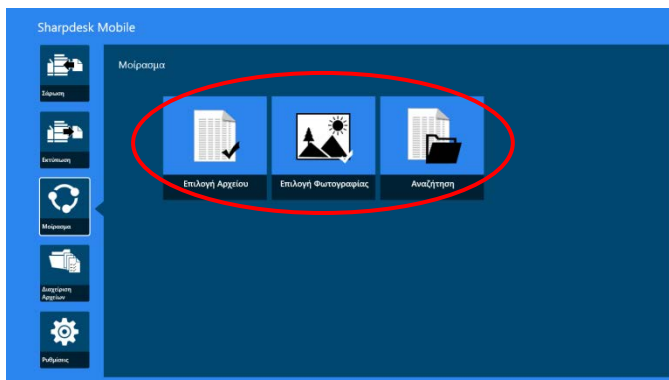 Sharpdesk Mobile
Σάρωση
Εκτύπωση
Μοίρασμα
Διαχείριση
Αρχείων
Ρυθμίσεις
Μοίρασμα
Επιλογή Αρχείου
Επιλογή Φωτογραφίας
Αναζήτηση